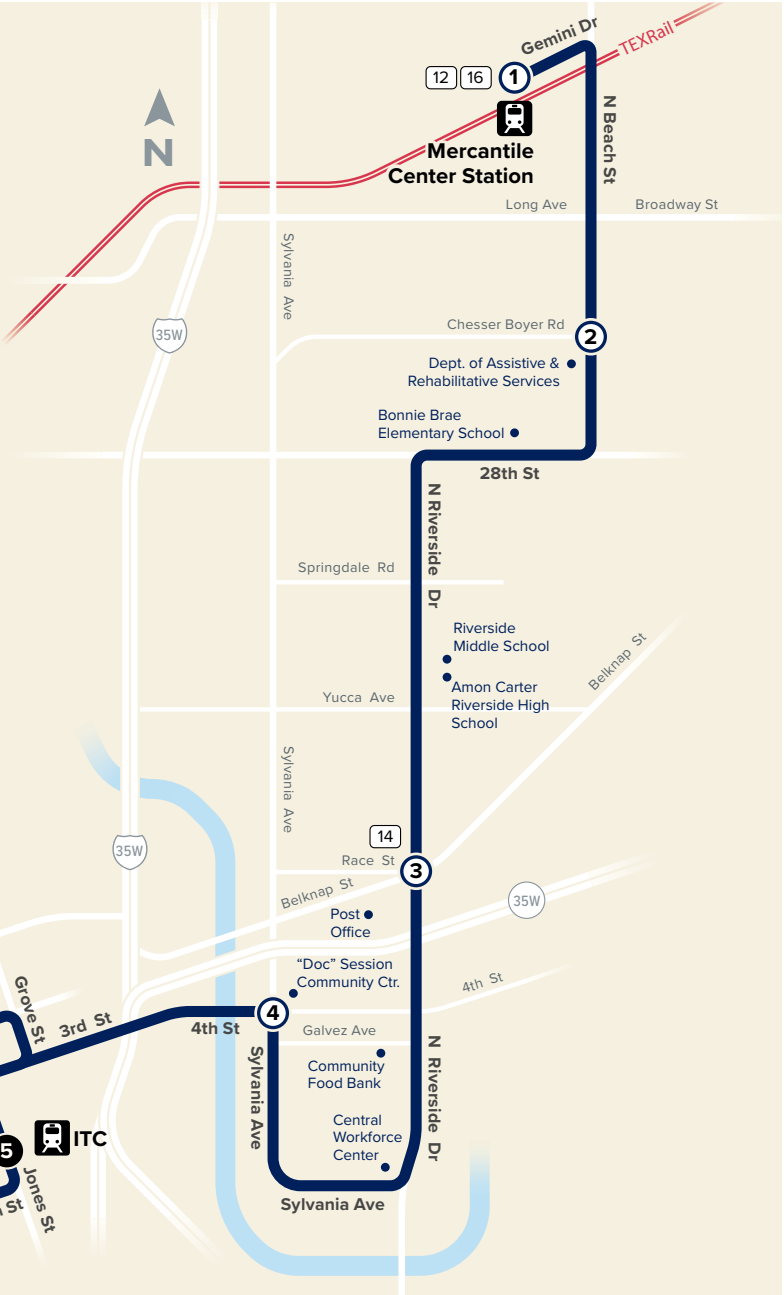 Gemini Dr
TEXRail
12
16
1
N Beach St
N
Mercantile
Center Station
Long Ave
Broadway St
Sylvania Ave
35W
Chesser Boyer Rd
2
Dept. of Assistive &
Rehabilitative Services
Bonnie Brae
Elementary School
28th St
N Riverside Dr
Springdale Rd
Riverside
Middle School
Belknap St
Amon Carter
Riverside High
School
Yucca Ave
Sylvania Ave
14
35W
Race St
3
Belknap St
35W
Post
Office
"Doc" Session
Community Ctr.
4th St
Grove St
3rd St
4th St
4
Galvez Ave
N Riverside Dr
Sylvania Ave
Community
Food Bank
Central
Workforce
Center
5
ITC
Jones St
St
Sylvania Ave